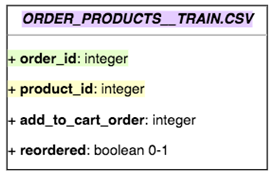 ORDER_PRODUCTS__TRAIN.CSV
+ order_id: integer
+ product_id: integer
+ add_to_cart_order: integer
+ reordered: boolean 0-1